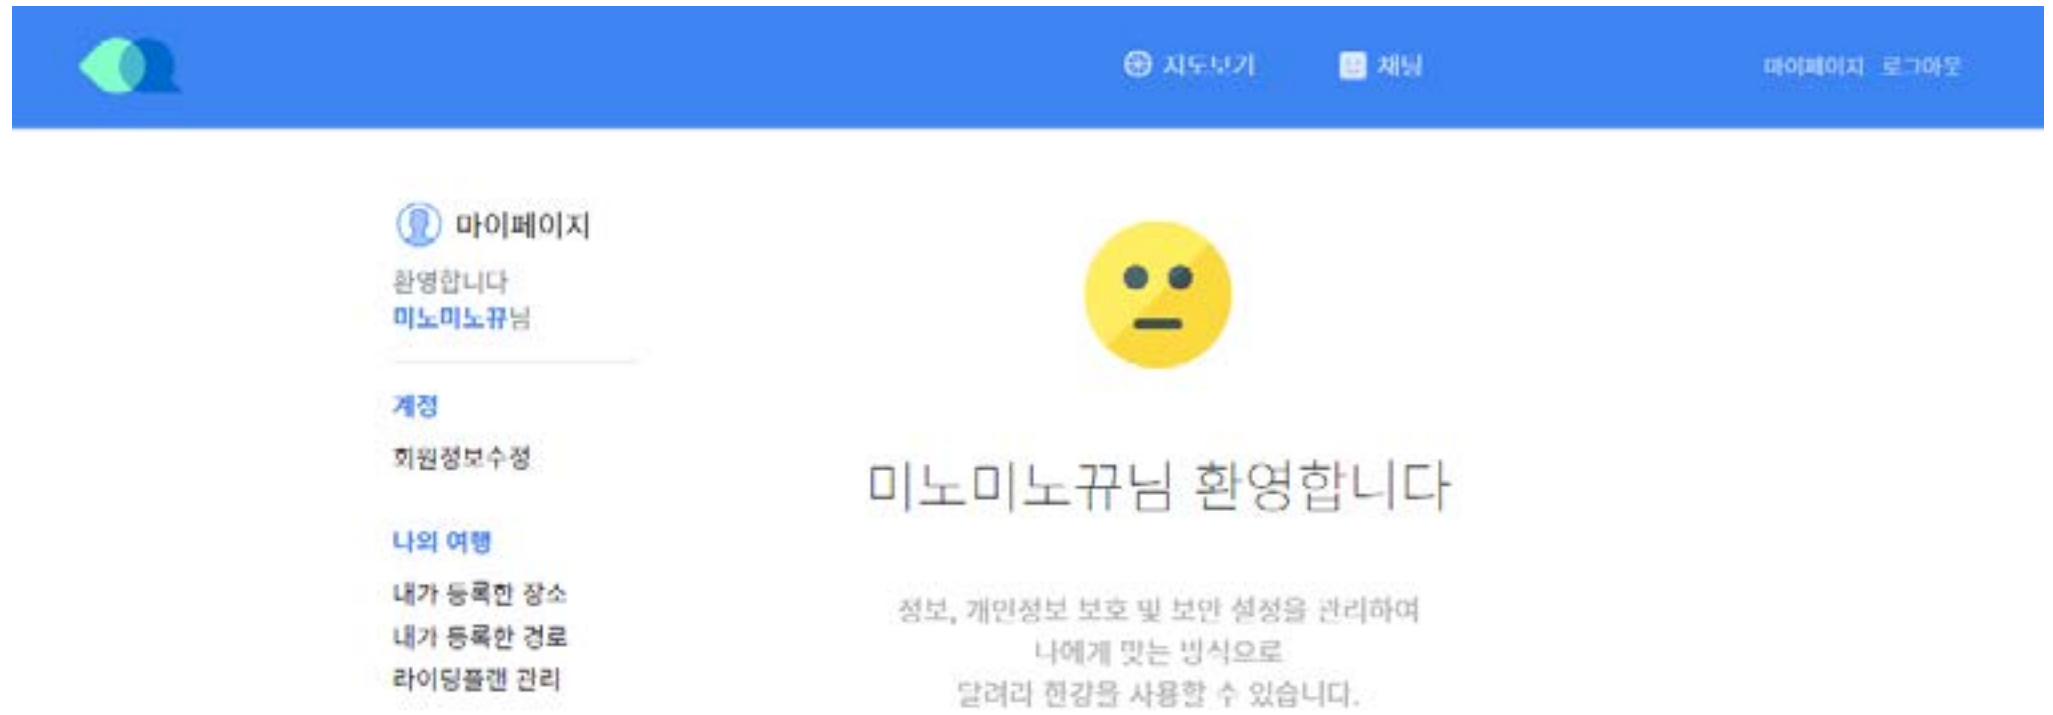 지도보기
채팅
마이페이지 로그아웃
마이페이지
환영합니다
미노미노뀨님
계정
회원정보수정
나의 여행
내가 등록한 장소
내가 등록한 경로
라이딩플랜 관리
미노미노뀨님 환영합니다
정보, 개인정보 보호 및 보안 설정을 관리하여
나에게 맞는 방식으로
달려라 한강을 사용할 수 있습니다.